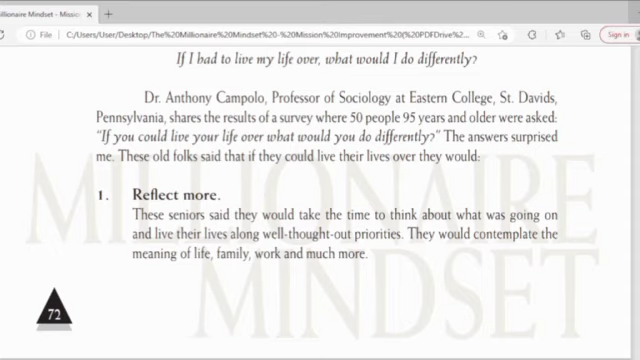 illionaire Mindset - Mission
File
C:/Users/User/Desktop/The%20Millionaire%20Mindset%20-%20Mission%20Improvement%20(%20PDFDrive%2...
Sign in
If I had to live my life over, what would I do differently?
Dr. Anthony Campolo, Professor of Sociology at Eastern College, St. Davids,
Pennsylvania, shares the results of a survey where 50 people 95 years and older were asked:
"If you could live your life over what would you do differently?" The answers surprised
me. These old folks said that if they could live their lives over they would:
1. Reflect more.
These seniors said they would take the time to think about what was going on
and live their lives along well-thought-out priorities. They would contemplate the
meaning of life, family, work and much more.
MILLIONAIRE
MINDSET
72